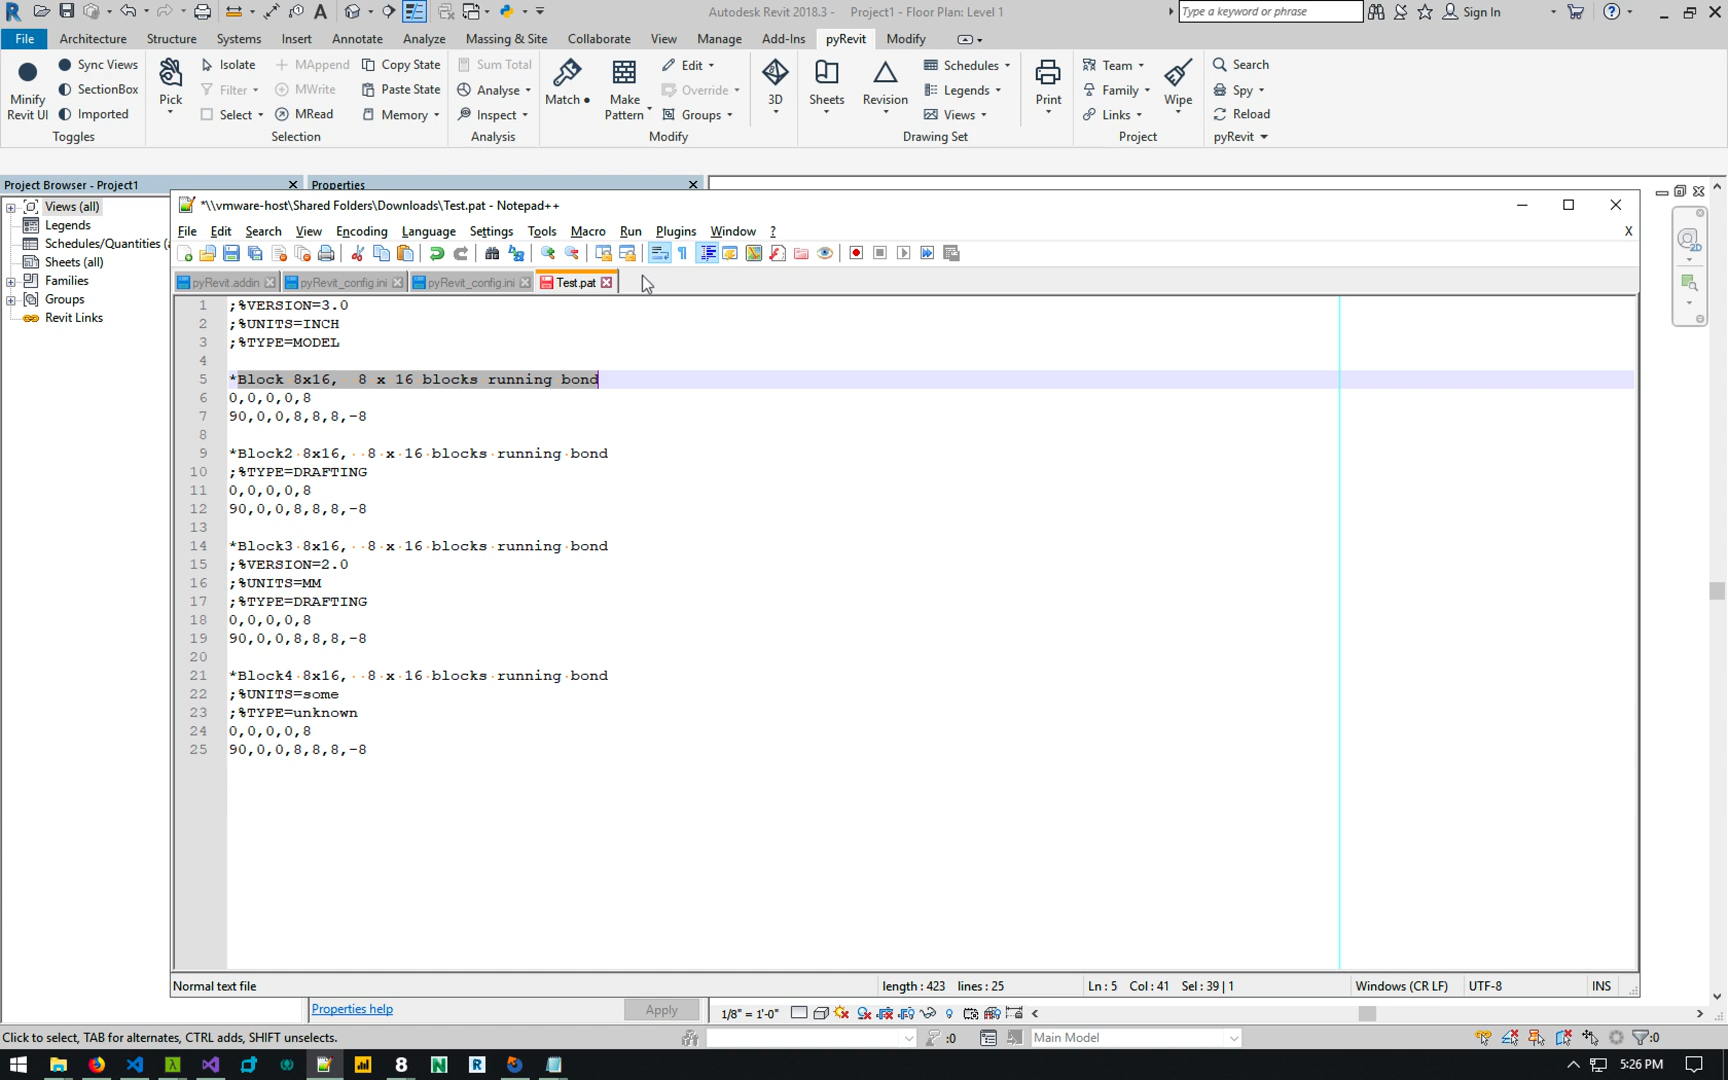 Autodesk Revit 2018.3 - Project1 - Floor Plan: Level 1
Type a keyword or phrase
Sign In
File Architecture Structure Systems Insert Annotate Analyze Massing & Site Collaborate View Manage Add-Ins pyRevit Modify
Sync Views Isolate MAppend Copy State Sum Total Edit Schedules Team Search
SectionBox Filter MWrite Paste State Analyse Override Legends Family Spy
Imported Select MRead Memory Inspect Groups Views Links Reload
Minify Revit UI Pick Match Make Pattern 3D Sheets Revision Print Wipe
Toggles Selection Analysis Modify Drawing Set Project pyRevit
Project Browser - Project1
Properties
Views (all)
Legends
Schedules/Quantities (a
Sheets (all)
Families
Groups
Revit Links
*\\vmware-host\Shared Folders\Downloads\Test.pat - Notepad++
File Edit Search View Encoding Language Settings Tools Macro Run Plugins Window ? X
pyRevit.addin pyRevit_config.ini pyRevit_config.ini Test.pat
1 ;%VERSION=3.0
2 ;%UNITS=INCH
3 ;%TYPE=MODEL
4
5 *Block 8x16,  8 x 16 blocks running bond
6 0,0,0,0,8
7 90,0,0,8,8,8,-8
8
9 *Block2 8x16,  8 x 16 blocks running bond
10 ;%TYPE=DRAFTING
11 0,0,0,0,8
12 90,0,0,8,8,8,-8
13
14 *Block3 8x16,  8 x 16 blocks running bond
15 ;%VERSION=2.0
16 ;%UNITS=MM
17 ;%TYPE=DRAFTING
18 0,0,0,0,8
19 90,0,0,8,8,8,-8
20
21 *Block4 8x16,  8 x 16 blocks running bond
22 ;%UNITS=some
23 ;%TYPE=unknown
24 0,0,0,0,8
25 90,0,0,8,8,8,-8
Normal text file length : 423 lines : 25 Ln : 5 Col : 41 Sel : 39 | 1 Windows (CR LF) UTF-8 INS
Properties help Apply 1/8" = 1'-0"
Click to select, TAB for alternates, CTRL adds, SHIFT unselects. :0 Main Model :0
5:26 PM